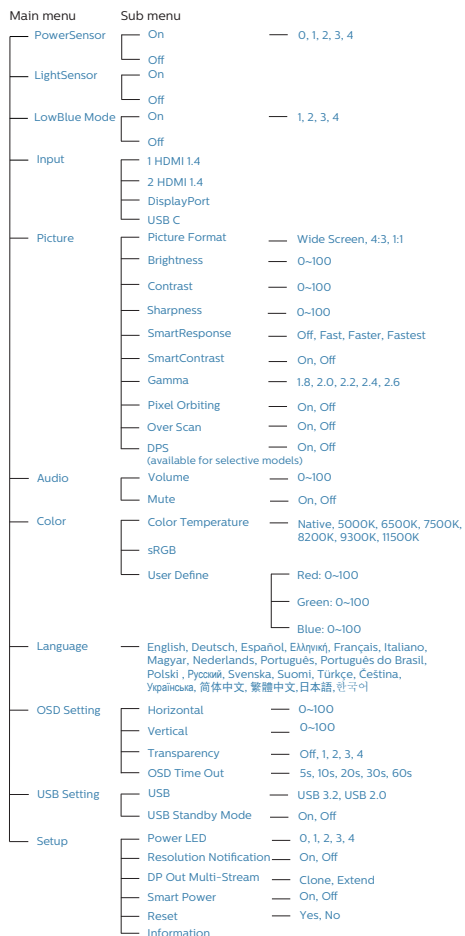 Main menu Sub menu
PowerSensor On 0, 1, 2, 3, 4
Off
LightSensor On
Off
LowBlue Mode On 1, 2, 3, 4
Off
Input 1 HDMI 1.4
2 HDMI 1.4
DisplayPort
USB C
Picture Picture Format Wide Screen, 4:3, 1:1
Brightness 0~100
Contrast 0~100
Sharpness 0~100
SmartResponse Off, Fast, Faster, Fastest
SmartContrast On, Off
Gamma 1.8, 2.0, 2.2, 2.4, 2.6
Pixel Orbiting On, Off
Over Scan On, Off
DPS On, Off
(available for selective models)
Audio Volume 0~100
Mute On, Off
Color Color Temperature Native, 5000K, 6500K, 7500K,
8200K, 9300K, 11500K
sRGB
User Define Red: 0~100
Green: 0~100
Blue: 0~100
Language English, Deutsch, Español, Ελληνική, Français, Italiano,
Magyar, Nederlands, Português, Português do Brasil,
Polski , Русский, Svenska, Suomi, Türkçe, Čeština,
Українська, 简体中文, 繁體中文,日本語,한국어
OSD Setting Horizontal 0~100
Vertical 0~100
Transparency Off, 1, 2, 3, 4
OSD Time Out 5s, 10s, 20s, 30s, 60s
USB Setting USB USB 3.2, USB 2.0
USB Standby Mode On, Off
Setup Power LED 0, 1, 2, 3, 4
Resolution Notification On, Off
DP Out Multi-Stream Clone, Extend
Smart Power On, Off
Reset Yes, No
Information